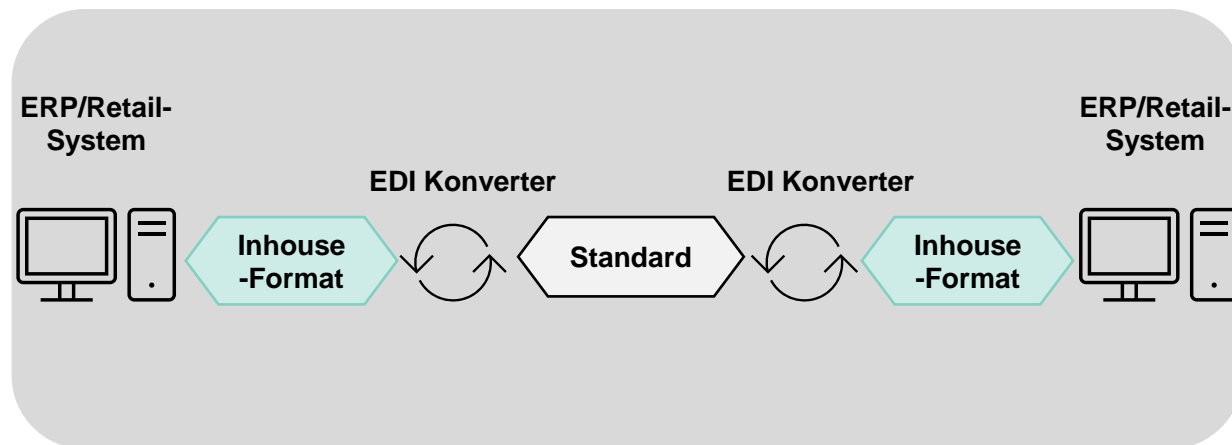 ERP/Retail-
System
ERP/Retail-
System
EDI Konverter
EDI Konverter
Inhouse
-Format
Standard
Inhouse
-Format